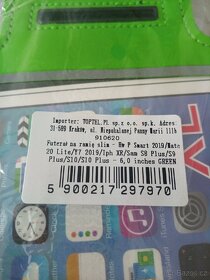 Importer: TOPTEL.PL sp. z o.o. sp.k. Adres:
31-589 Kraków, ul. Niepokalanej Panny Marii 111b
910620
Futerał na ramię slim - Hw P Smart 2019/Mate
20 Lite/Y7 2019/Iph XR/Sam S8 Plus/S9
Plus/S10/S10 Plus - 6,0 inches GREEN
5 900217 297970